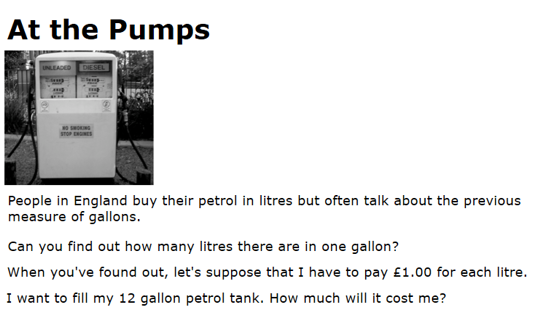 At the Pumps
UNLEADED DIESEL
NO SMOKING
STOP ENGINES
People in England buy their petrol in litres but often talk about the previous
measure of gallons.
Can you find out how many litres there are in one gallon?
When you've found out, let's suppose that I have to pay £1.00 for each litre.
I want to fill my 12 gallon petrol tank. How much will it cost me?